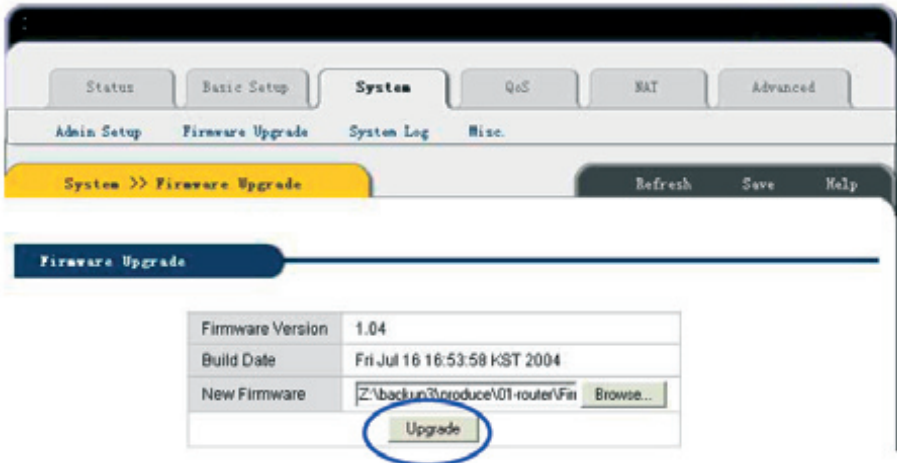 :
Status Basic Setup System QoS NAT Advanced
Admin Setup Firmware Upgrade System Log Misc.
System >> Firmware Upgrade Refresh Save Help
Firmware Upgrade
Firmware Version 1.04
Build Date Fri Jul 16 16:53:58 KST 2004
New Firmware Z:\backup3\produce\01-router\Fir Browse...
Upgrade